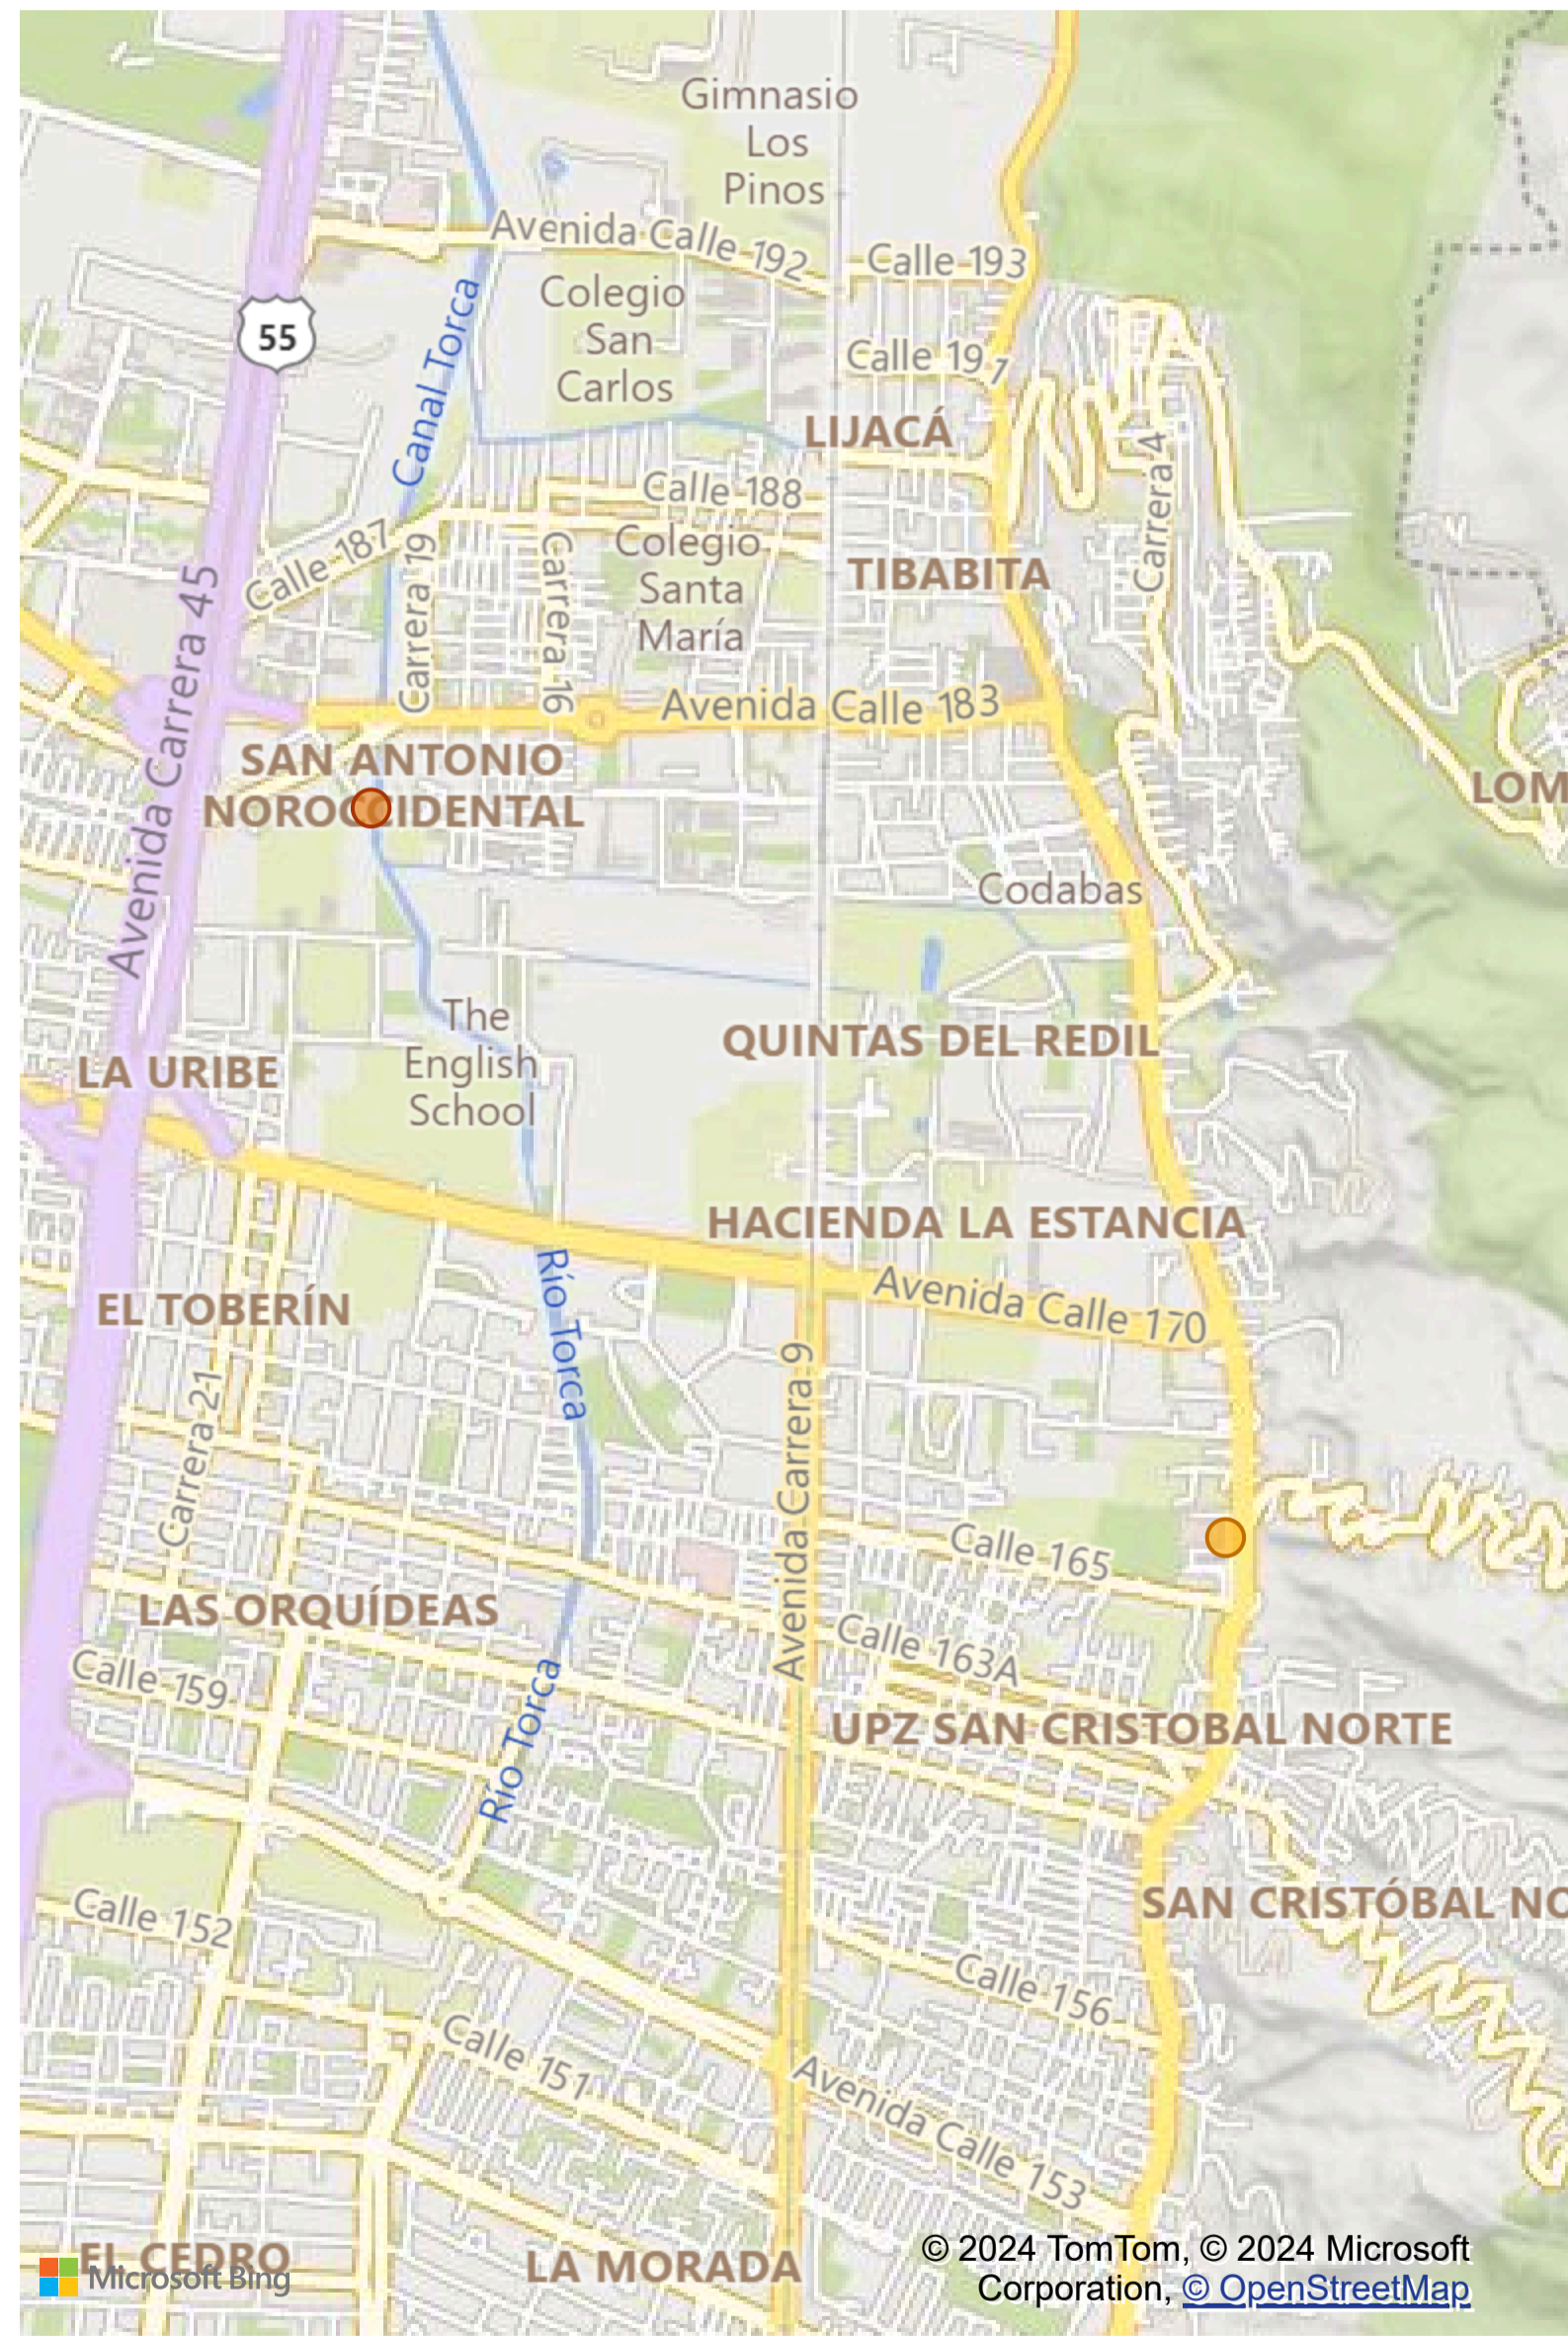 Gimnasio
Los
Pinos
Avenida Calle 192
Calle 193
Colegio
San
Carlos
55
Canal Torca
Calle 191
LIJACÁ
Carrera 4
Calle 188
Calle 187
Carrera 19
Carrera 16
Colegio
Santa
María
TIBABITA
Avenida Carrera 45
Avenida Calle 183
SAN ANTONIO
NOROCCIDENTAL
LOM
Codabas
The
English
School
QUINTAS DEL REDIL
LA URIBE
HACIENDA LA ESTANCIA
Avenida Calle 170
EL TOBERÍN
Río Torca
Carrera 21
Avenida Carrera 9
Calle 165
LAS ORQUÍDEAS
Calle 163A
Calle 159
Río Torca
UPZ SAN CRISTOBAL NORTE
SAN CRISTÓBAL NO
Calle 152
Calle 156
Calle 151
Avenida Calle 153
EL CEDRO
LA MORADA
Microsoft Bing
© 2024 TomTom, © 2024 Microsoft
Corporation, © OpenStreetMap